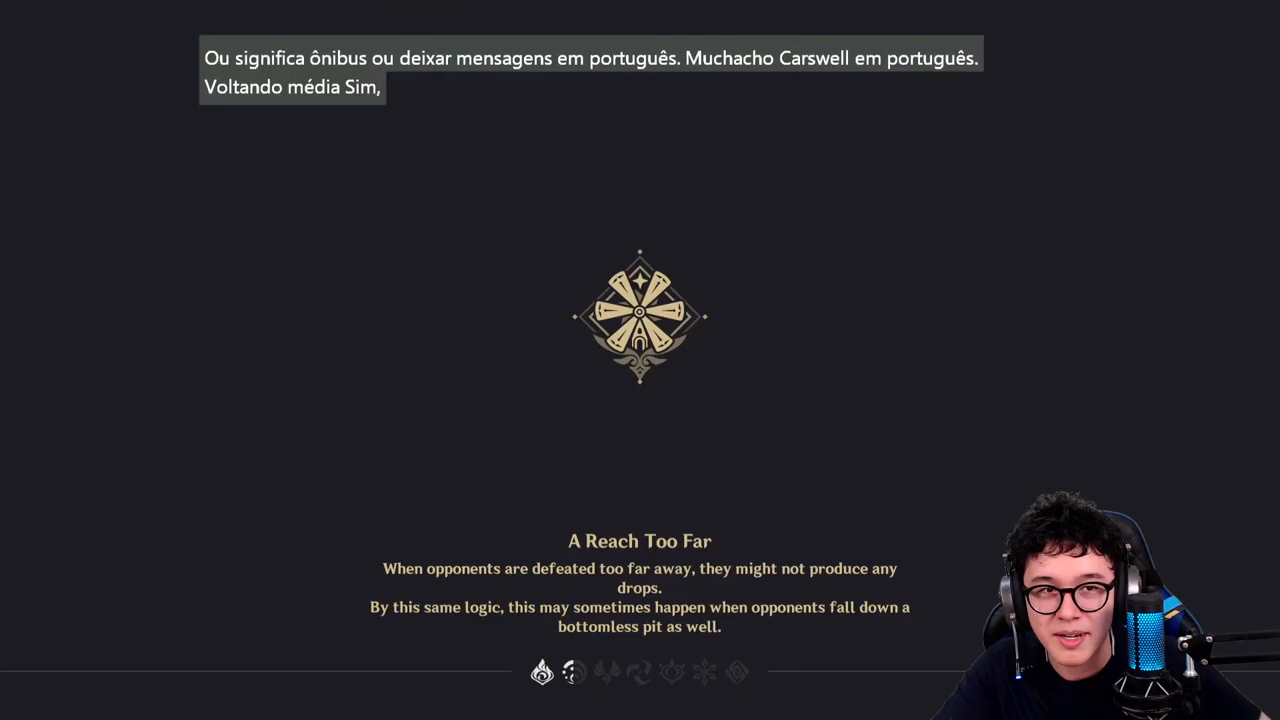 Ou significa ônibus ou deixar mensagens em português. Muchacho Carswell em português.
Voltando média Sim,
A Reach Too Far
When opponents are defeated too far away, they might not produce any
drops.
By this same logic, this may sometimes happen when opponents fall down a
bottomless pit as well.